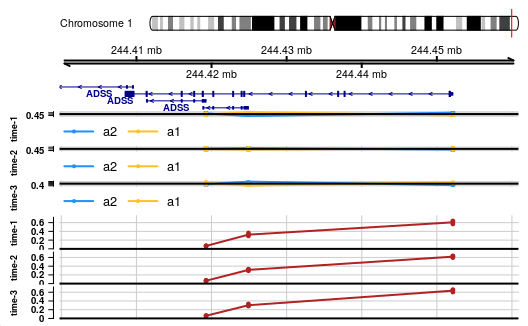 Chromosome 1
244.41 mb 244.43 mb 244.45 mb
244.42 mb 244.44 mb
ADSS
ADSS
ADSS
time-1 0.45
a2 a1
time-2 0.45
a2 a1
time-3 0.4
a2 a1
time-1 0.6 0.4 0.2 0
time-2 0.6 0.4 0.2 0
time-3 0.6 0.4 0.2 0